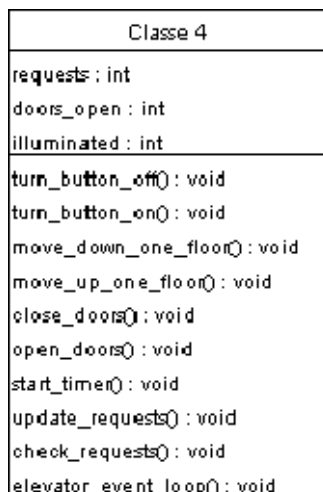 Classe 4
requests : int
doors_open : int
illuminated : int
turn_button_off() : void
turn_button_on() : void
move_down_one_floor() : void
move_up_one_floor() : void
close_doors() : void
open_doors() : void
start_timer() : void
update_requests() : void
check_requests() : void
elevator_event_loop() : void